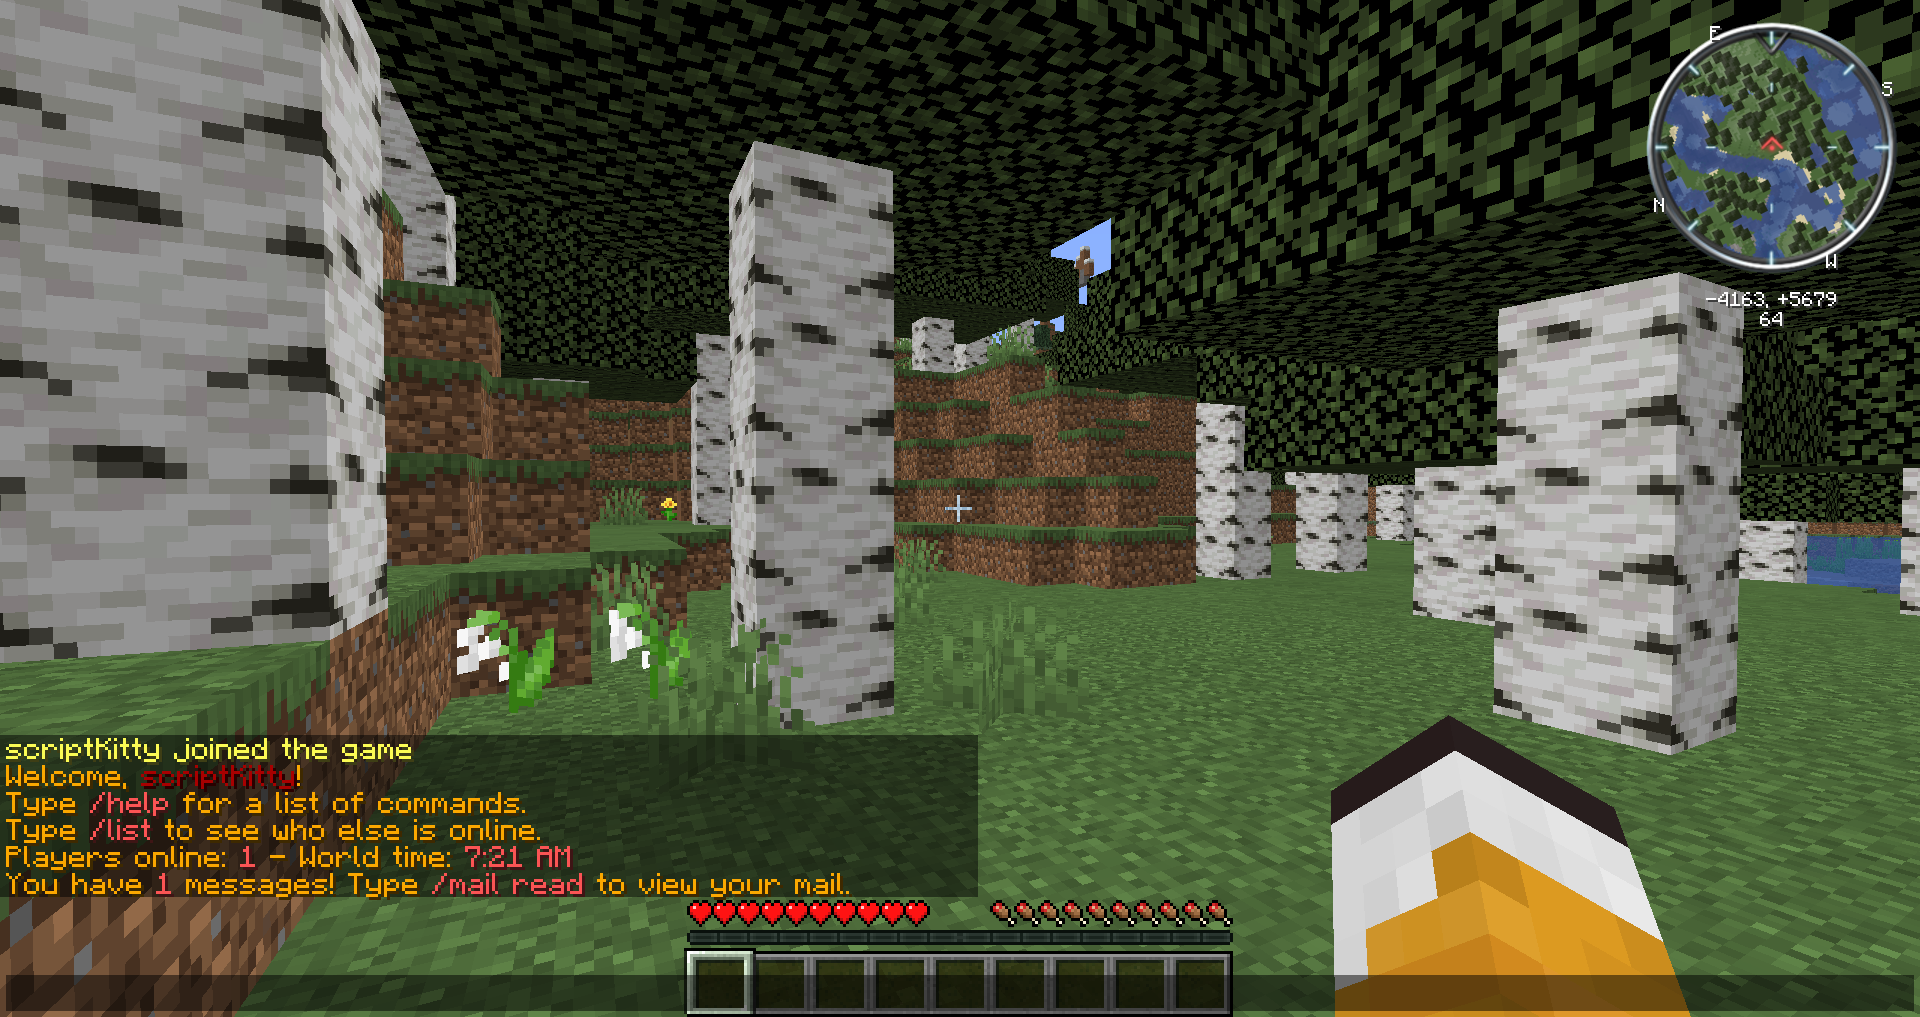 E
S
N
W
-4163, +5679
64
scriptKitty joined the game
Welcome, scriptKitty!
Type /help for a list of commands.
Type /list to see who else is online.
Players online: 1 - World time: 7:21 AM
You have 1 messages! Type /mail read to view your mail.